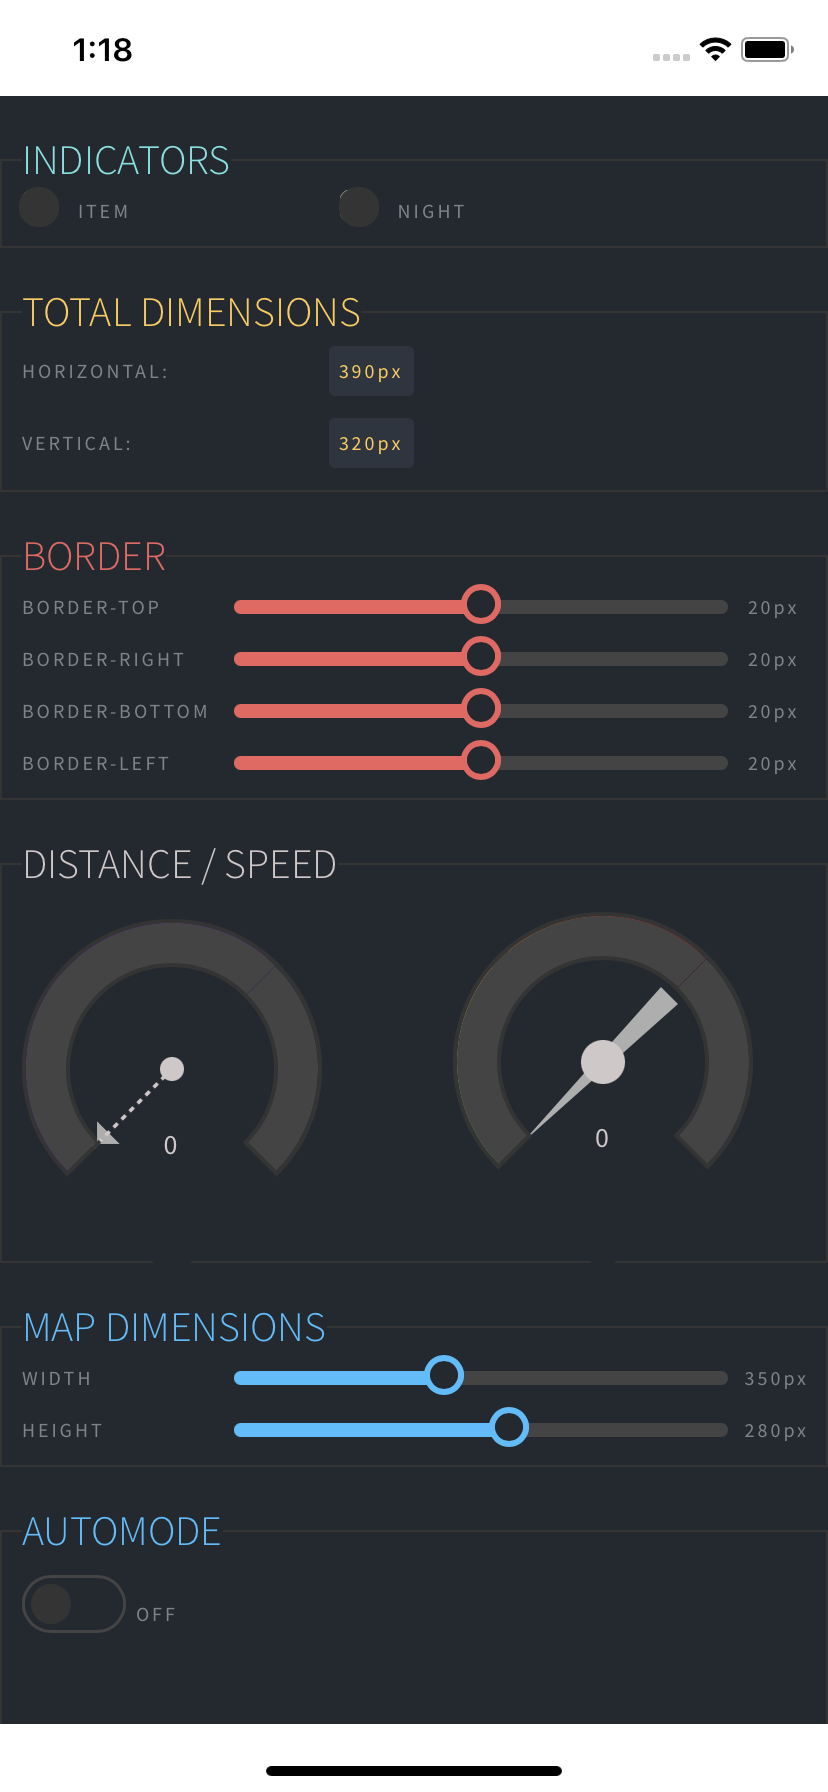 1:18
INDICATORS
ITEM NIGHT
TOTAL DIMENSIONS
HORIZONTAL: 390px
VERTICAL: 320px
BORDER
BORDER-TOP 20px
BORDER-RIGHT 20px
BORDER-BOTTOM 20px
BORDER-LEFT 20px
DISTANCE / SPEED
0 0
MAP DIMENSIONS
WIDTH 350px
HEIGHT 280px
AUTOMODE
OFF